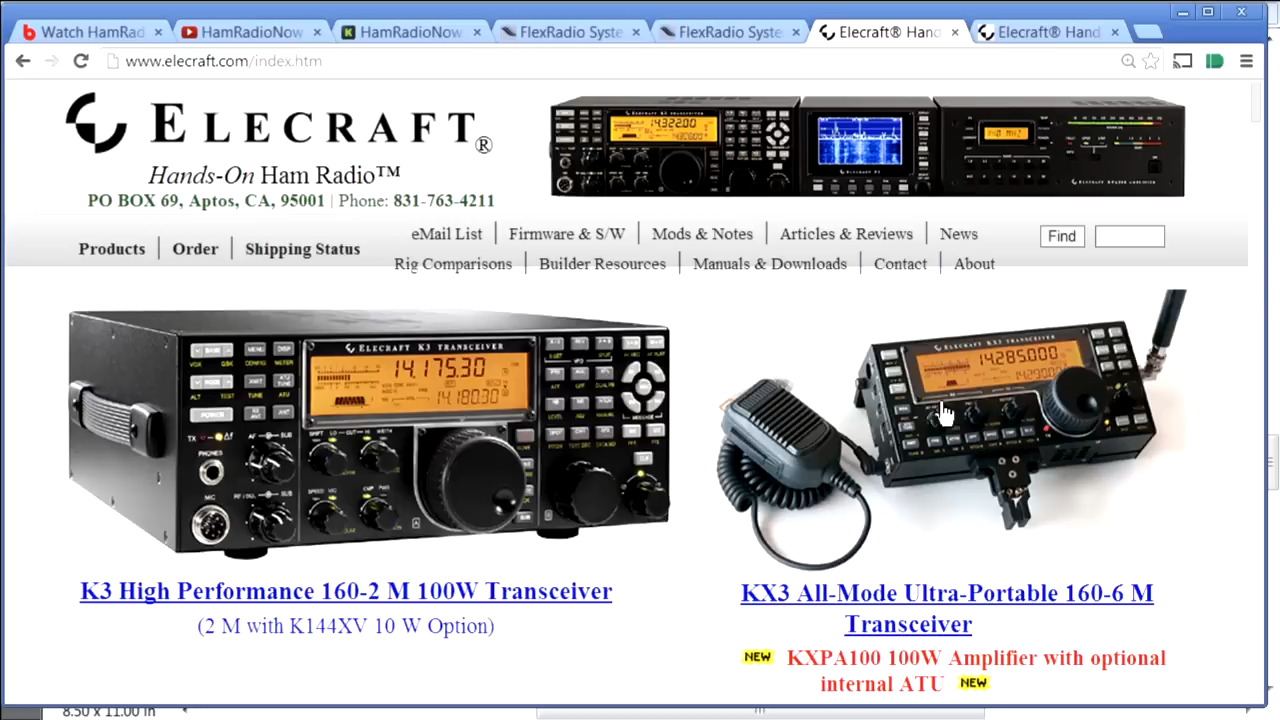 Watch HamRad
HamRadioNow
HamRadioNow
FlexRadio Syste
FlexRadio Syste
Elecraft® Hand
Elecraft® Hand
www.elecraft.com/index.htm
ELECRAFT®
Hands-On Ham Radio™
PO BOX 69, Aptos, CA, 95001 | Phone: 831-763-4211
Products | Order | Shipping Status
eMail List | Firmware & S/W | Mods & Notes | Articles & Reviews | News
Rig Comparisons | Builder Resources | Manuals & Downloads | Contact | About
Find
ELECRAFT K3 TRANSCEIVER
14.175.30
14.180.30
POWER
PHONES
MIC
ELECRAFT KX3 TRANSCEIVER
14.285.000
K3 High Performance 160-2 M 100W Transceiver
(2 M with K144XV 10 W Option)
KX3 All-Mode Ultra-Portable 160-6 M
Transceiver
NEW KXPA100 100W Amplifier with optional
internal ATU NEW
8.50 x 11.00 in